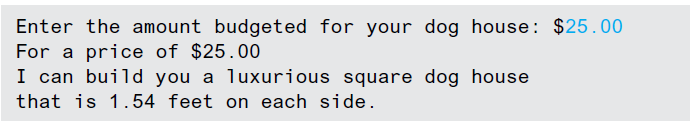 Enter the amount budgeted for your dog house: $25.00
For a price of $25.00
I can build you a luxurious square dog house
that is 1.54 feet on each side.